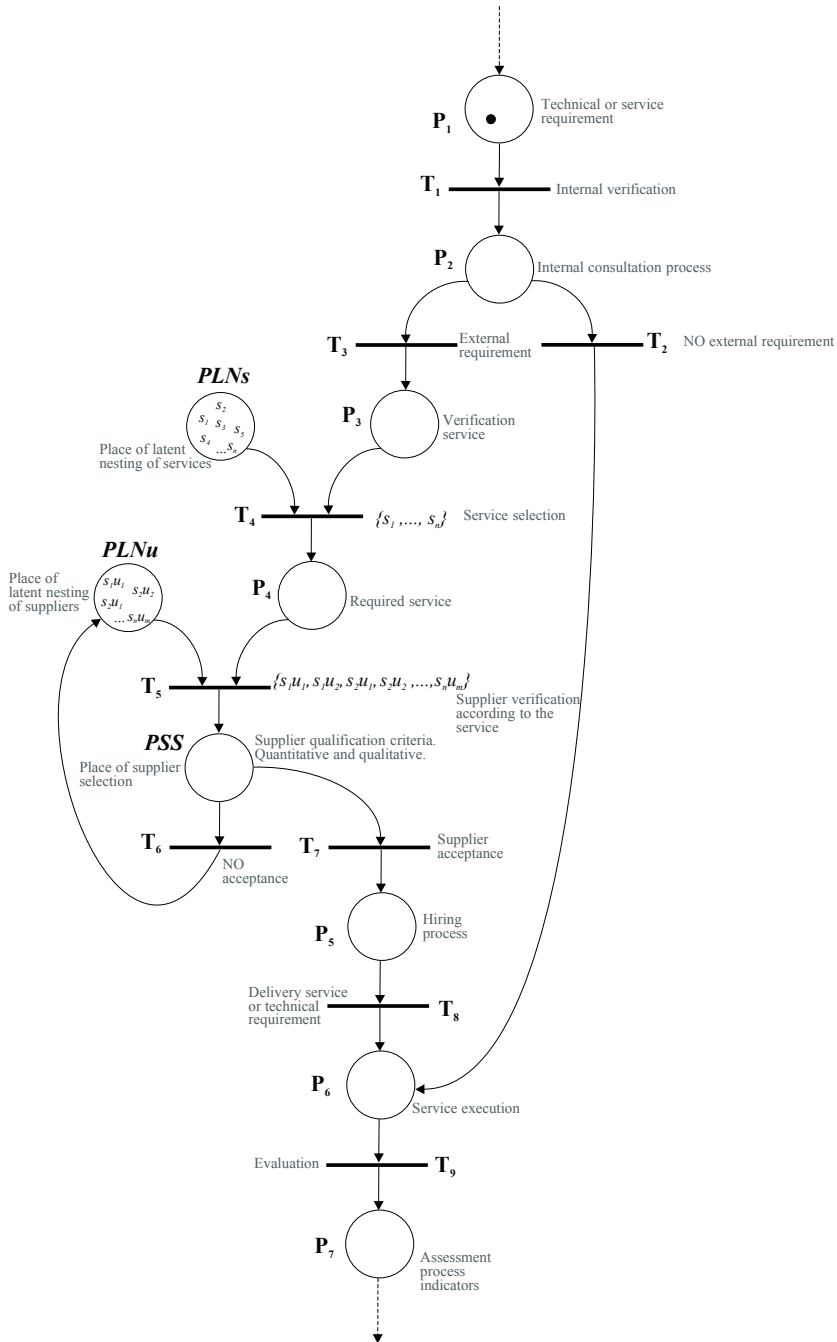 Technical or service
requirement
P1
T1
Internal verification
P2
Internal consultation process
T3
External
requirement
T2
NO external requirement
PLNs
s2
s1 s3 s5
s4
...sn
Place of latent
nesting of services
P3
Verification
service
T4
{s1 ,..., sn}
Service selection
PLNu
Place of
latent nesting
of suppliers
s1u1
s2u2
s2u1
...snum
P4
Required service
T5
{s1u1, s1u2, s2u1, s2u2 ,...,snum}
Supplier verification
according to the
service
PSS
Place of supplier
selection
Supplier qualification criteria.
Quantitative and qualitative.
T6
NO
acceptance
T7
Supplier
acceptance
P5
Hiring
process
Delivery service
or technical
requirement
T8
P6
Service execution
Evaluation
T9
P7
Assessment
process
indicators